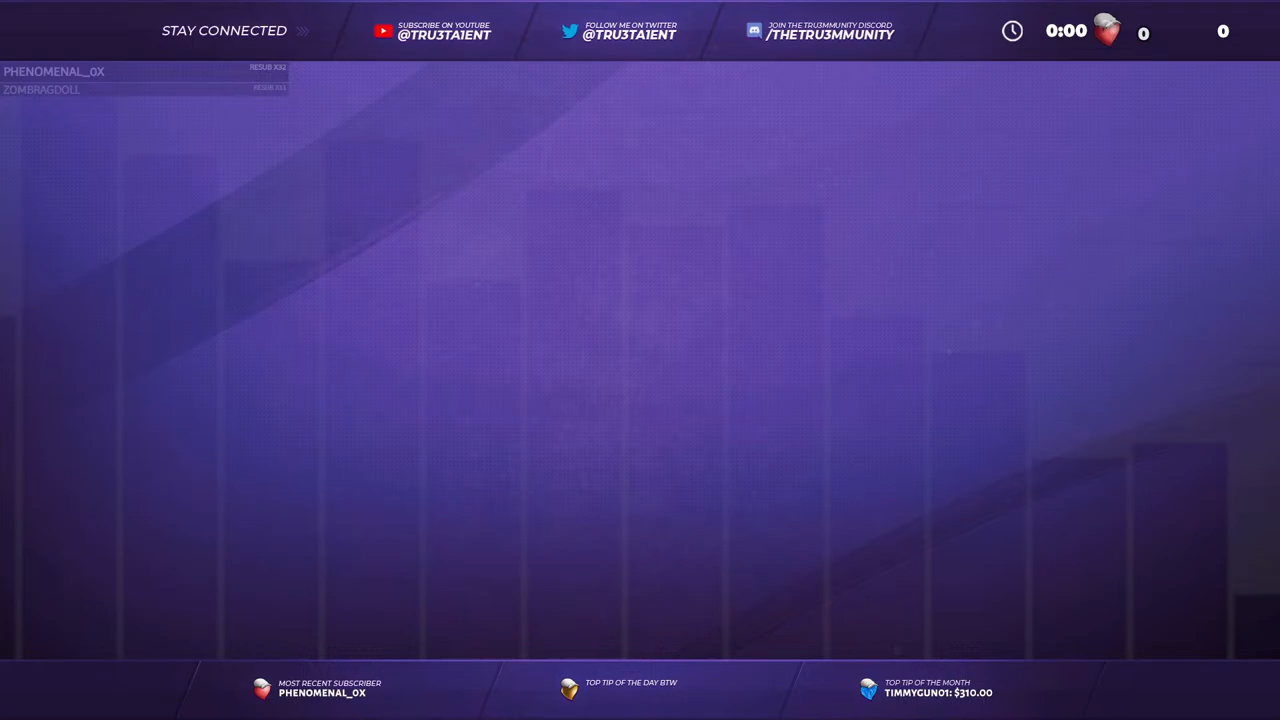 STAY CONNECTED
SUBSCRIBE ON YOUTUBE
@TRU3TA1ENT
FOLLOW ME ON TWITTER
@TRU3TA1ENT
JOIN THE TRU3MMUNITY DISCORD
/THETRU3MMUNITY
0:00
0
0
PHENOMENAL_0X
RESUB X32
ZOMBRAGDOLL
MOST RECENT SUBSCRIBER
PHENOMENAL_0X
TOP TIP OF THE DAY BTW
TOP TIP OF THE MONTH
TIMMYGUN01: $310.00